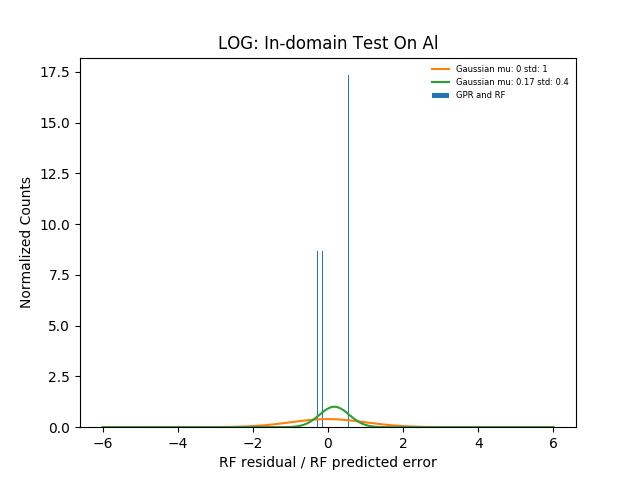 LOG: In-domain Test On Al
Gaussian mu: 0 std: 1
Gaussian mu: 0.17 std: 0.4
GPR and RF
Normalized Counts
17.5
15.0
12.5
10.0
7.5
5.0
2.5
0.0
−6 −4 −2 0 2 4 6
RF residual / RF predicted error